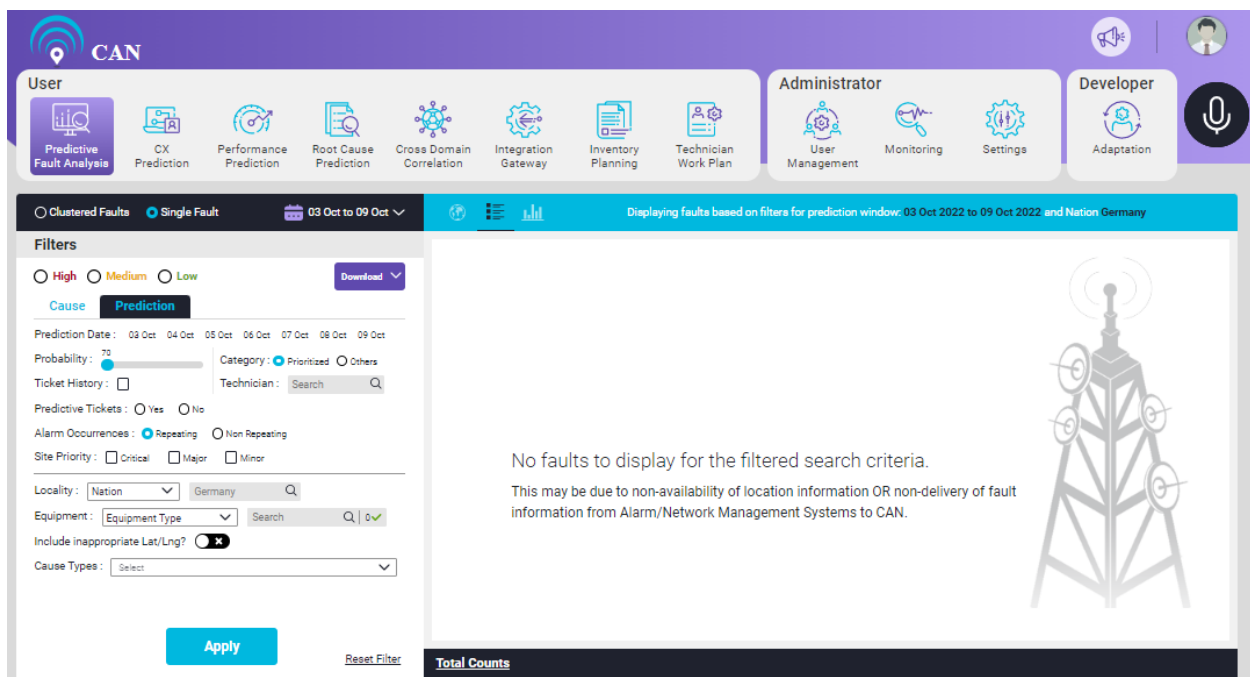 CAN
User
Administrator
Developer
Predictive
Fault Analysis
CX
Prediction
Performance
Prediction
Root Cause
Prediction
Cross Domain
Correlation
Integration
Gateway
Inventory
Planning
Technician
Work Plan
User
Management
Monitoring
Settings
Adaptation
Clustered Faults Single Fault 03 Oct to 09 Oct
Displaying faults based on filters for prediction window: 03 Oct 2022 to 09 Oct 2022 and Nation Germany
Filters
High Medium Low Download
Cause Prediction
Prediction Date : 03 Oct 04 Oct 05 Oct 06 Oct 07 Oct 08 Oct 09 Oct
Probability : 70 Category : Prioritized Others
Ticket History : Technician : Search
Predictive Tickets : Yes No
Alarm Occurrences : Repeating Non Repeating
Site Priority : Critical Major Minor
Locality : Nation Germany
Equipment : Equipment Type Search 0
Include inappropriate Lat/Lng?
Cause Types : Select
Apply
Reset Filter
No faults to display for the filtered search criteria.
This may be due to non-availability of location information OR non-delivery of fault
information from Alarm/Network Management Systems to CAN.
Total Counts